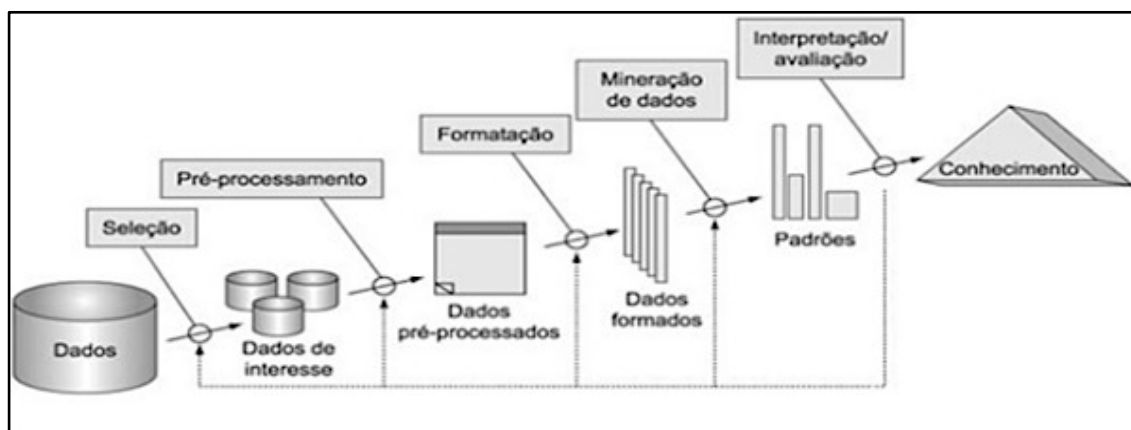 Interpretação/
avaliação
Mineração
de dados
Formatação
Pré-processamento
Seleção
Conhecimento
Padrões
Dados
formados
Dados
pré-processados
Dados de
interesse
Dados